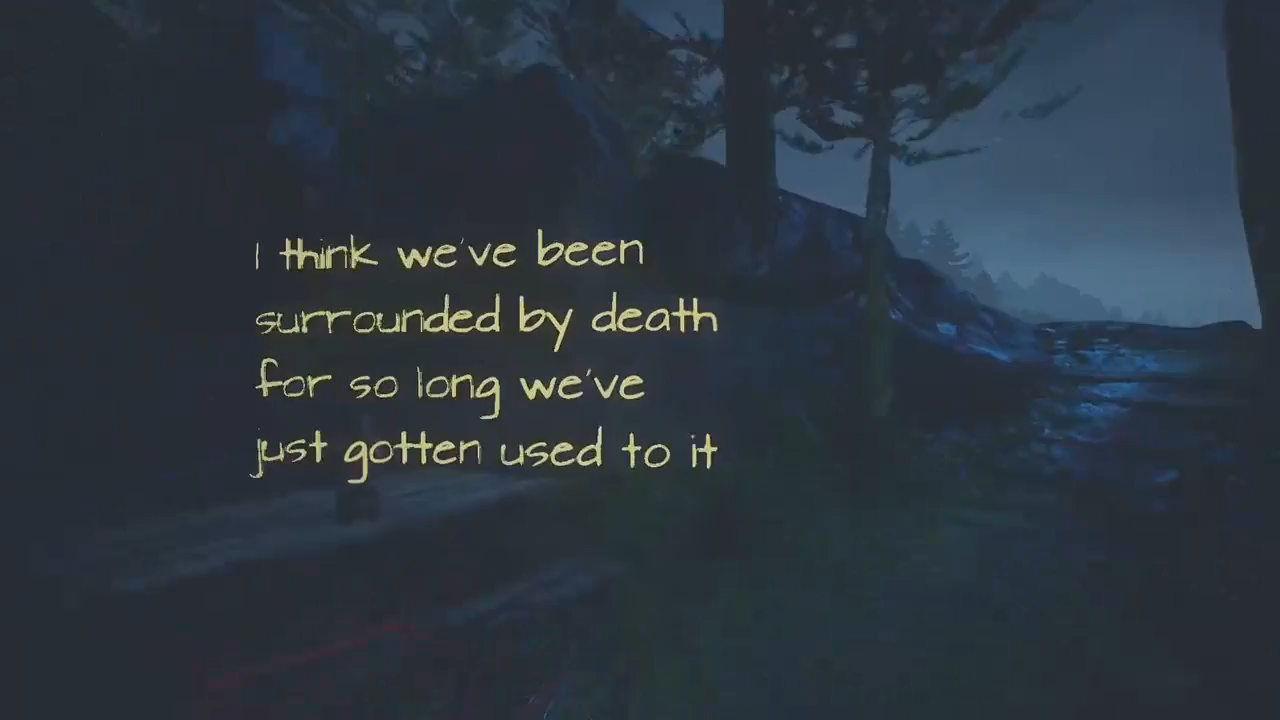 I think we've been
surrounded by death
for so long we've
just gotten used to it